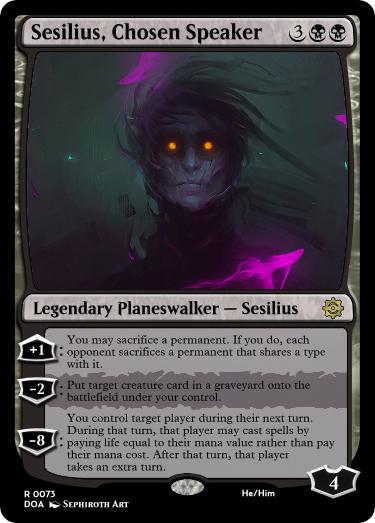 Sesilius, Chosen Speaker 3
Legendary Planeswalker — Sesilius
+1: You may sacrifice a permanent. If you do, each
opponent sacrifices a permanent that shares a type
with it.
-2: Put target creature card in a graveyard onto the
battlefield under your control.
-8: You control target player during their next turn.
During that turn, that player may cast spells by
paying life equal to their mana value rather than pay
their mana cost. After that turn, that player
takes an extra turn.
4
R 0073
DOA Sephiroth Art
He/Him